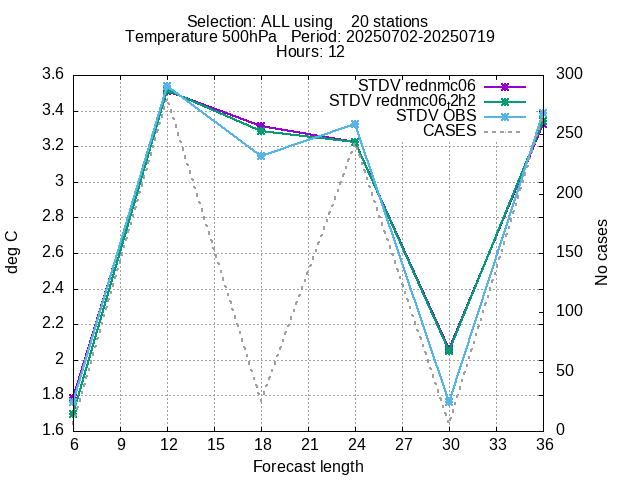 Selection: ALL using    20 stations
Temperature 500hPa   Period: 20250702-20250719
Hours: 12
STDV rednmc06
STDV rednmc06,2h2
STDV OBS
CASES
deg C
3.6
3.4
3.2
3
2.8
2.6
2.4
2.2
2
1.8
1.6
300
250
200
150
100
50
0
No cases
6 9 12 15 18 21 24 27 30 33 36
Forecast length